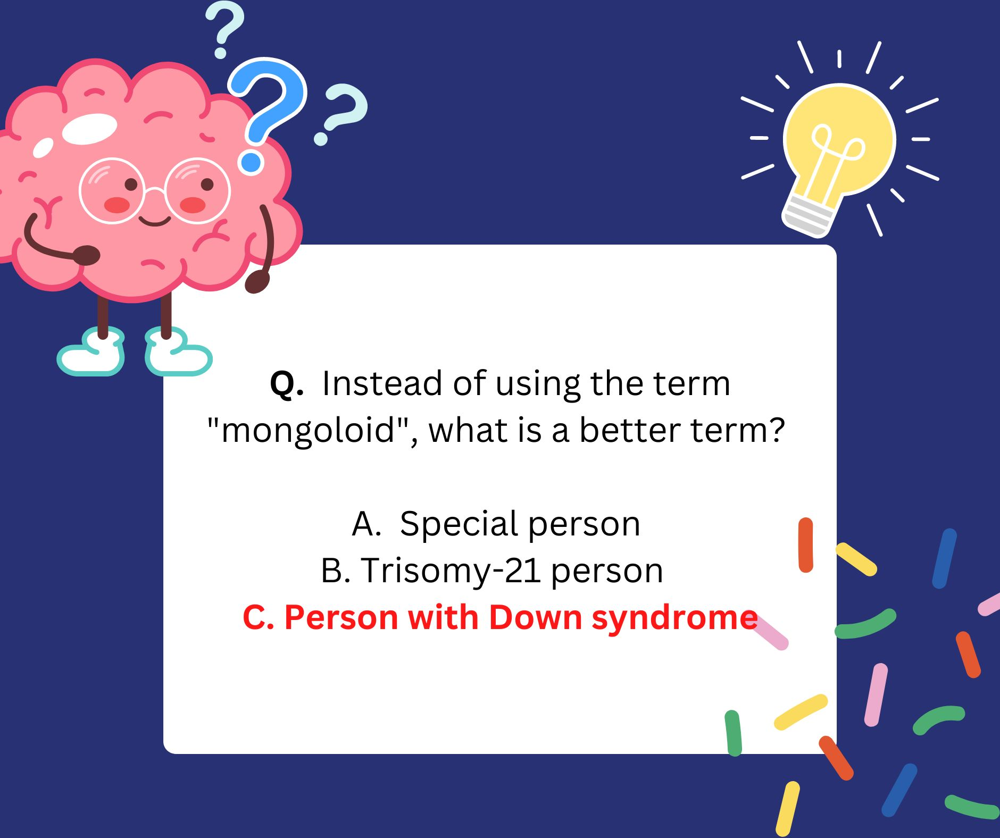 Q. Instead of using the term
"mongoloid", what is a better term?
A. Special person
B. Trisomy-21 person
C. Person with Down syndrome